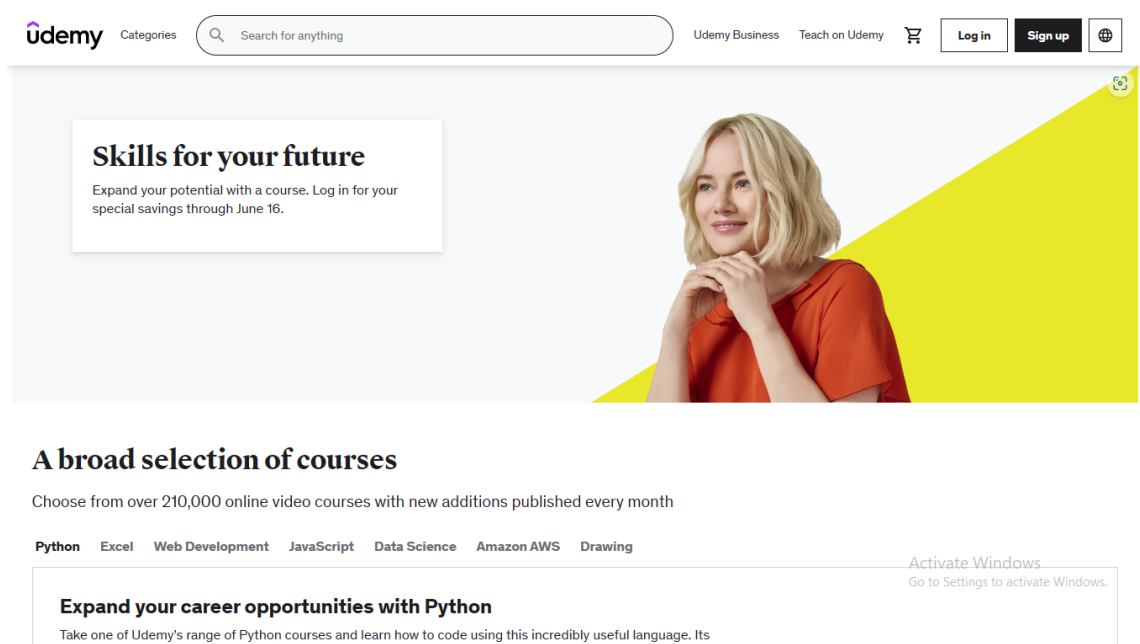 udemy
Categories
Search for anything
Udemy Business
Teach on Udemy
Log in
Sign up
Skills for your future
Expand your potential with a course. Log in for your
special savings through June 16.
A broad selection of courses
Choose from over 210,000 online video courses with new additions published every month
Python
Excel
Web Development
JavaScript
Data Science
Amazon AWS
Drawing
Activate Windows
Go to Settings to activate Windows.
Expand your career opportunities with Python
Take one of Udemy's range of Python courses and learn how to code using this incredibly useful language. Its